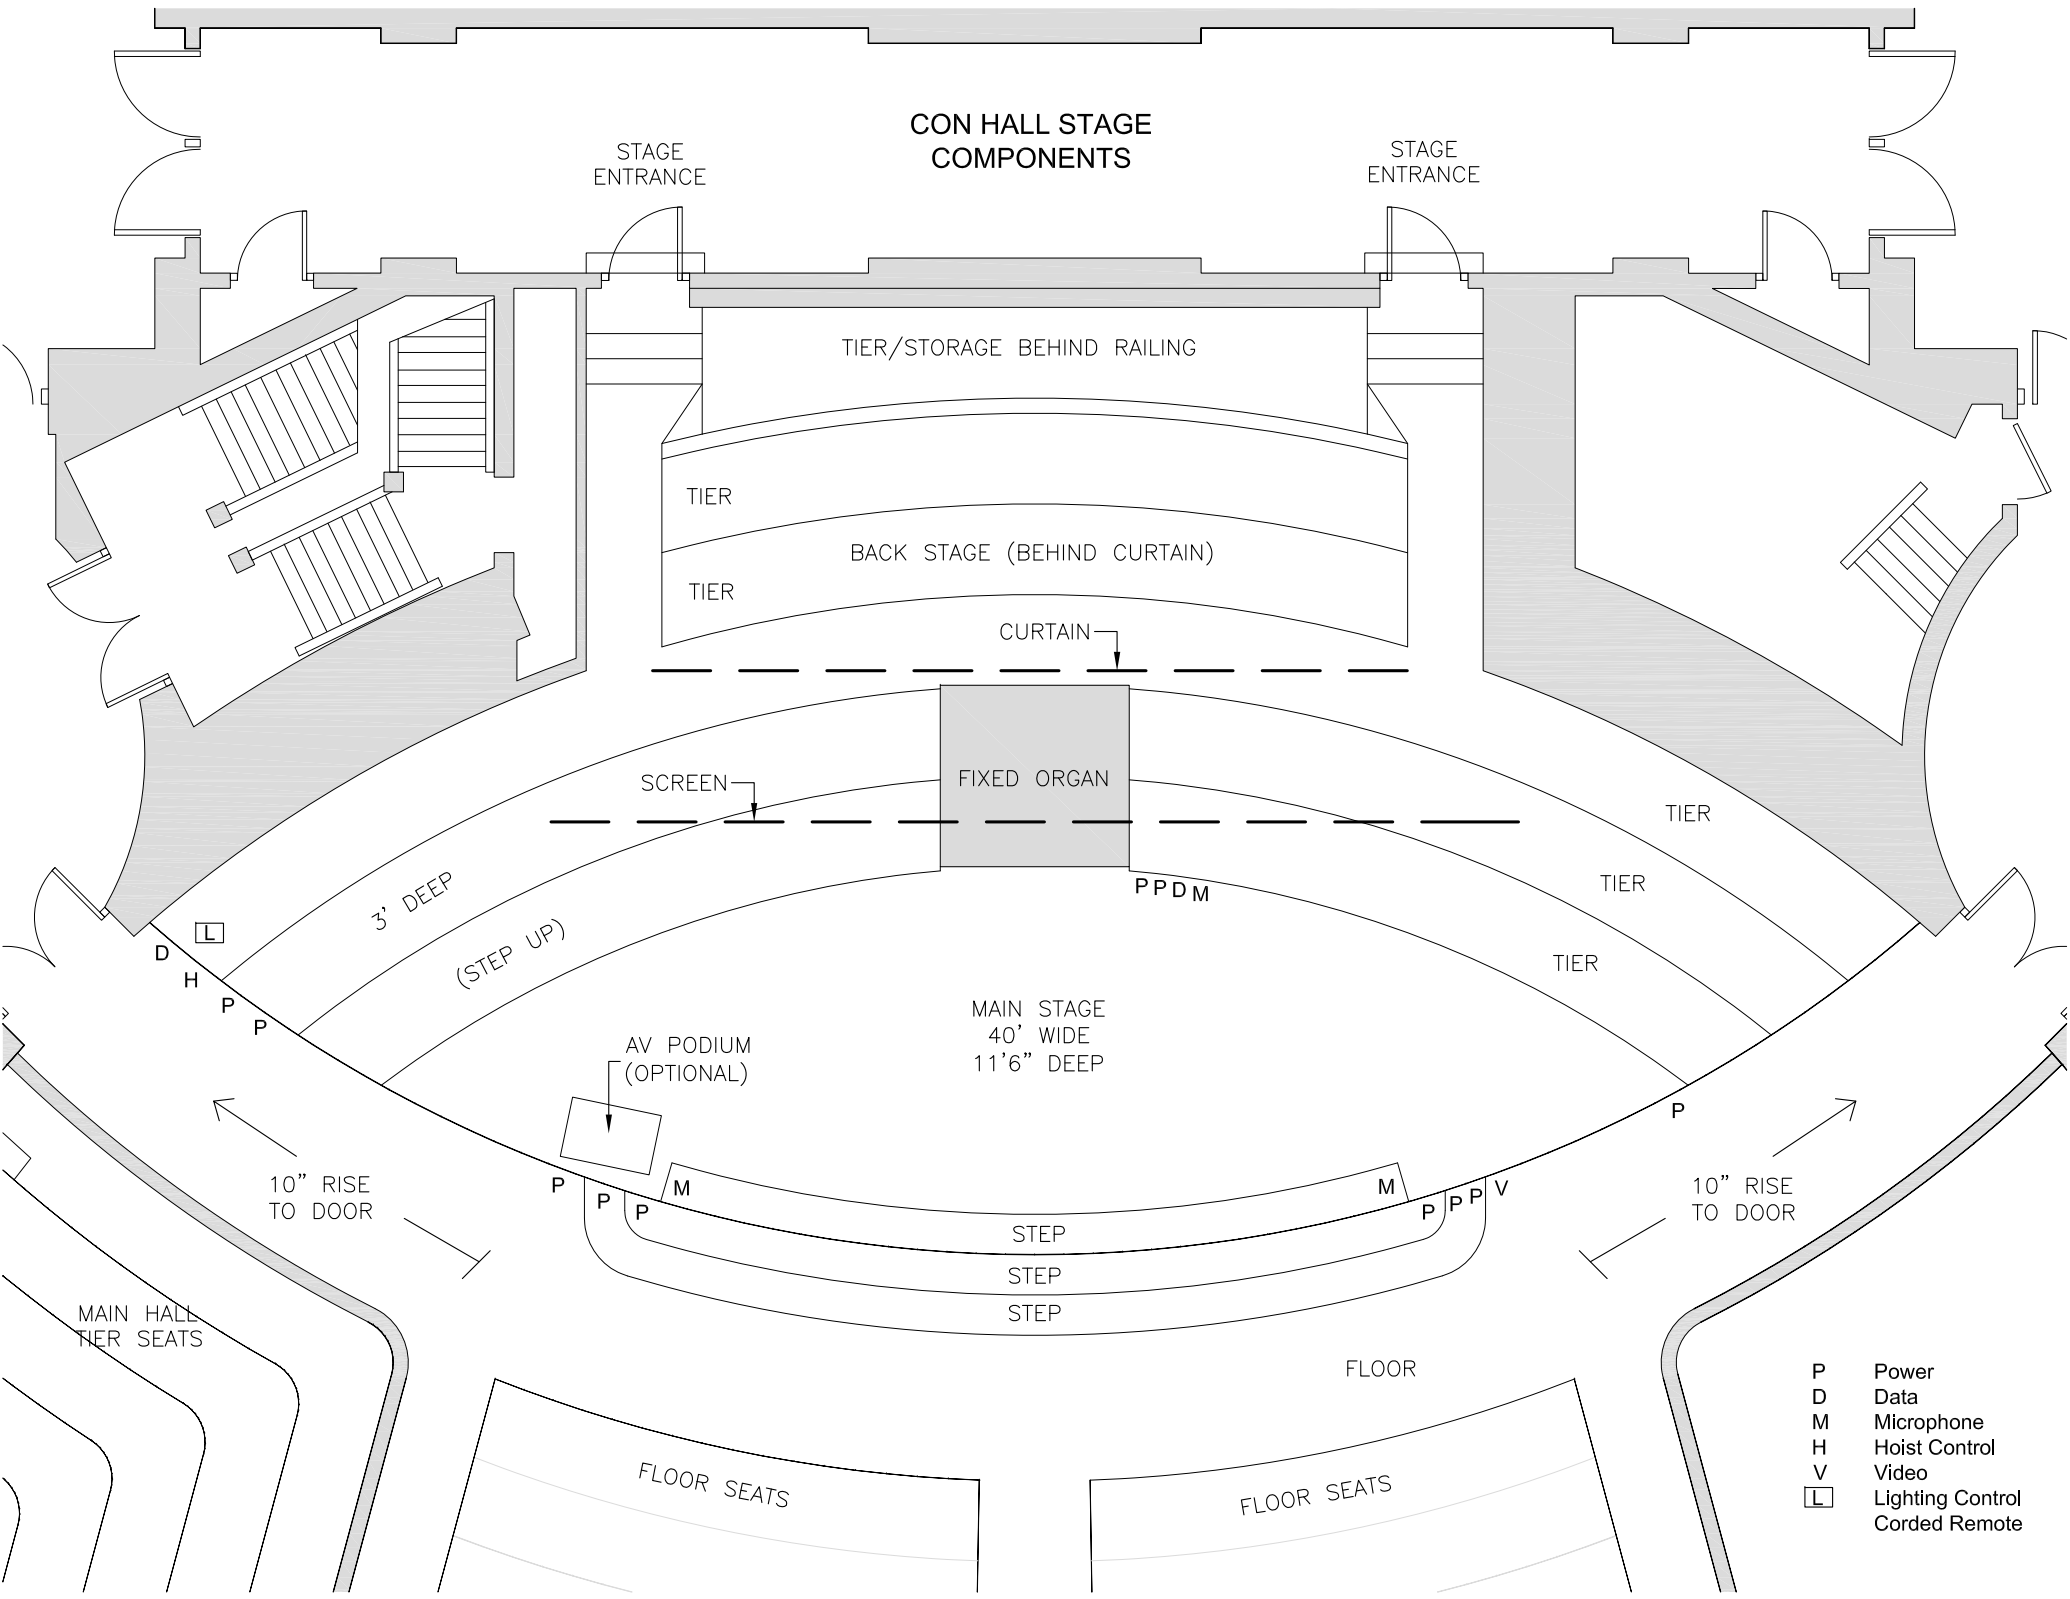 CON HALL STAGE
COMPONENTS
STAGE
ENTRANCE
STAGE
ENTRANCE
TIER/STORAGE BEHIND RAILING
TIER
BACK STAGE (BEHIND CURTAIN)
TIER
CURTAIN
SCREEN
FIXED ORGAN
TIER
TIER
TIER
3' DEEP
(STEP UP)
P P D M
L
D
H
P
P
MAIN STAGE
40' WIDE
11'6" DEEP
AV PODIUM
(OPTIONAL)
P
10" RISE
TO DOOR
10" RISE
TO DOOR
P
P
P
M
M
P
P
P
V
STEP
STEP
STEP
MAIN HALL
TIER SEATS
FLOOR
FLOOR SEATS
FLOOR SEATS
P Power
D Data
M Microphone
H Hoist Control
V Video
L Lighting Control
Corded Remote